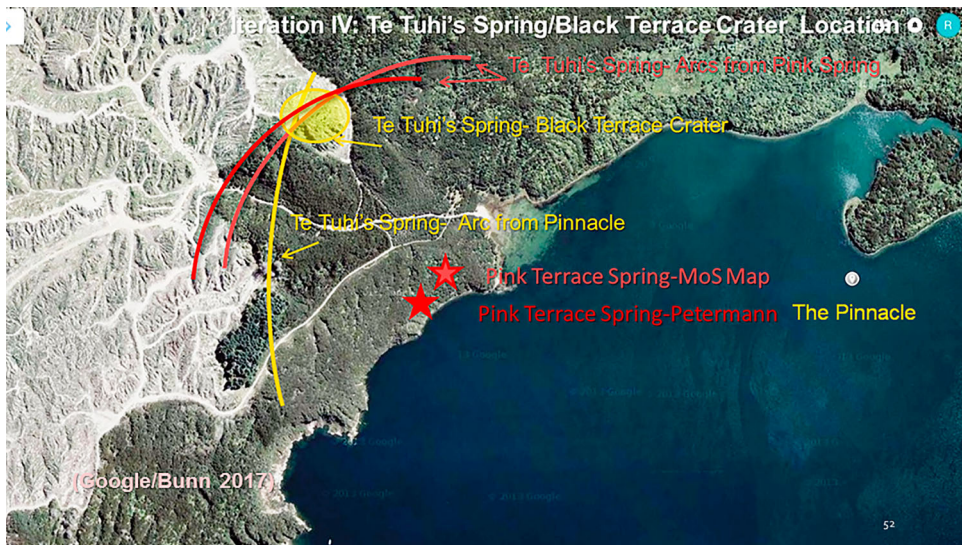 Iteration IV: Te Tuhi's Spring/Black Terrace Crater Location
R
Te Tuhi's Spring- Arcs from Pink Spring
Te Tuhi's Spring- Black Terrace Crater
Te Tuhi's Spring- Arc from Pinnacle
Pink Terrace Spring-MoS Map
Pink Terrace Spring-Petermann
The Pinnacle
(Google/Bunn 2017)
52